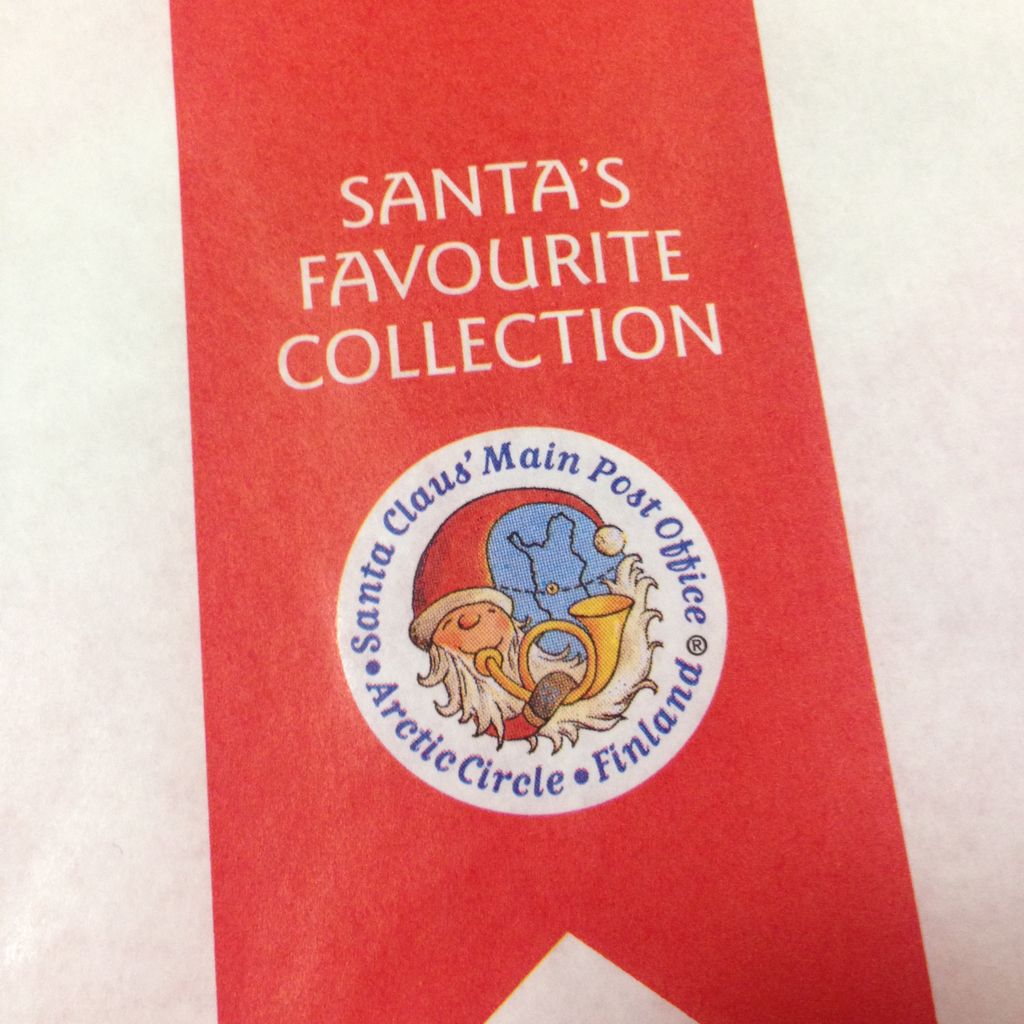 SANTA'S
FAVOURITE
COLLECTION
• Santa Claus' Main Post Office ®
• Arctic Circle • Finland